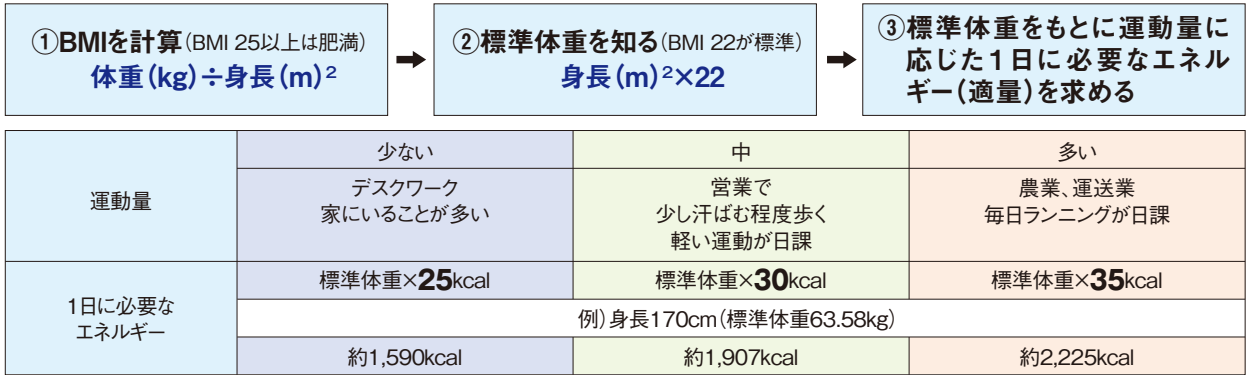 ①BMIを計算(BMI 25以上は肥満)
体重(kg)÷身長(m)²
②標準体重を知る(BMI 22が標準)
身長(m)²×22
③標準体重をもとに運動量に
応じた1日に必要なエネル
ギー(適量)を求める
運動量
少ない
中
多い
デスクワーク
家にいることが多い
営業で
少し汗ばむ程度歩く
軽い運動が日課
農業、運送業
毎日ランニングが日課
1日に必要な
エネルギー
標準体重×25kcal
標準体重×30kcal
標準体重×35kcal
例)身長170cm(標準体重63.58kg)
約1,590kcal
約1,907kcal
約2,225kcal